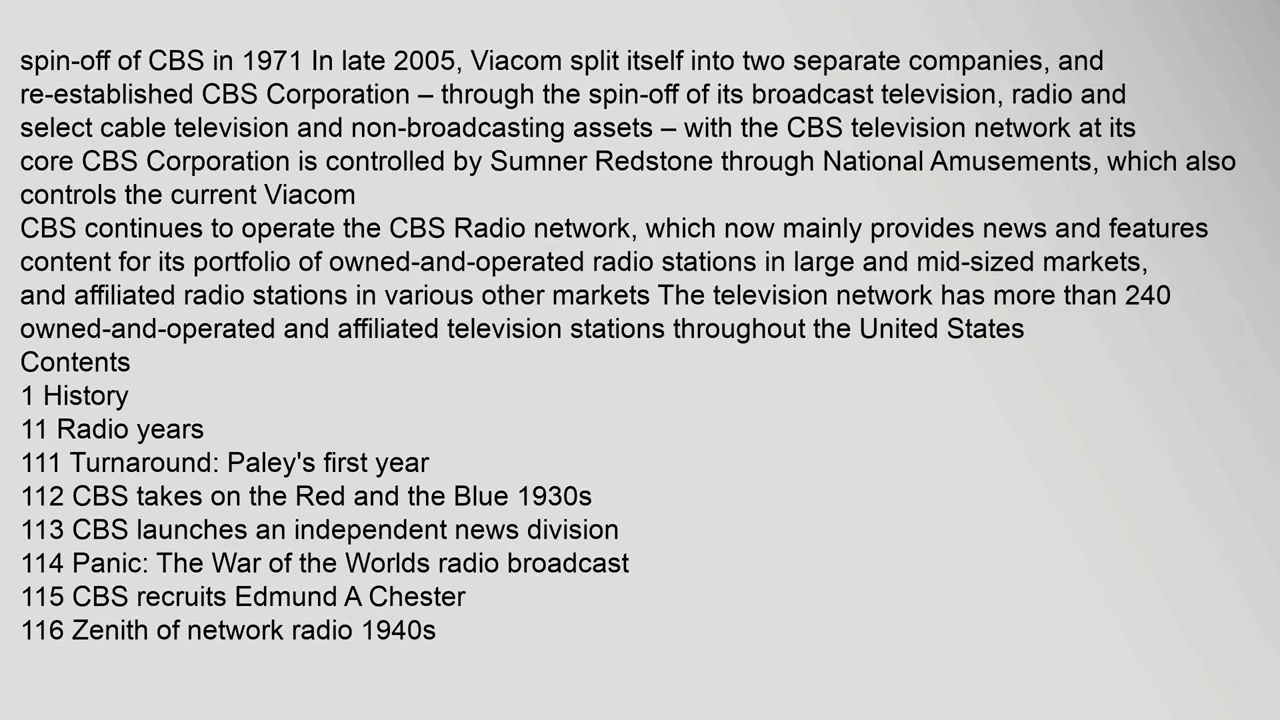 spin-off of CBS in 1971 In late 2005, Viacom split itself into two separate companies, and
re-established CBS Corporation – through the spin-off of its broadcast television, radio and
select cable television and non-broadcasting assets – with the CBS television network at its
core CBS Corporation is controlled by Sumner Redstone through National Amusements, which also
controls the current Viacom
CBS continues to operate the CBS Radio network, which now mainly provides news and features
content for its portfolio of owned-and-operated radio stations in large and mid-sized markets,
and affiliated radio stations in various other markets The television network has more than 240
owned-and-operated and affiliated television stations throughout the United States
Contents
1 History
11 Radio years
111 Turnaround: Paley's first year
112 CBS takes on the Red and the Blue 1930s
113 CBS launches an independent news division
114 Panic: The War of the Worlds radio broadcast
115 CBS recruits Edmund A Chester
116 Zenith of network radio 1940s